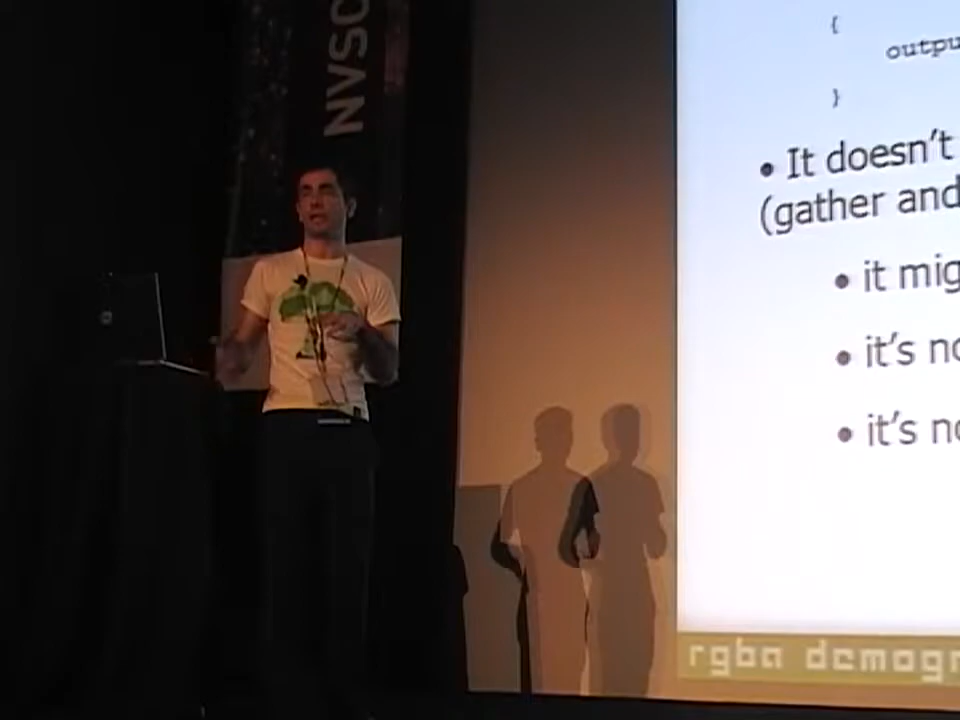 NVSC
{
outpu
}
• It doesn't
(gather and
• it mig
• it's no
• it's no
rgba demogr